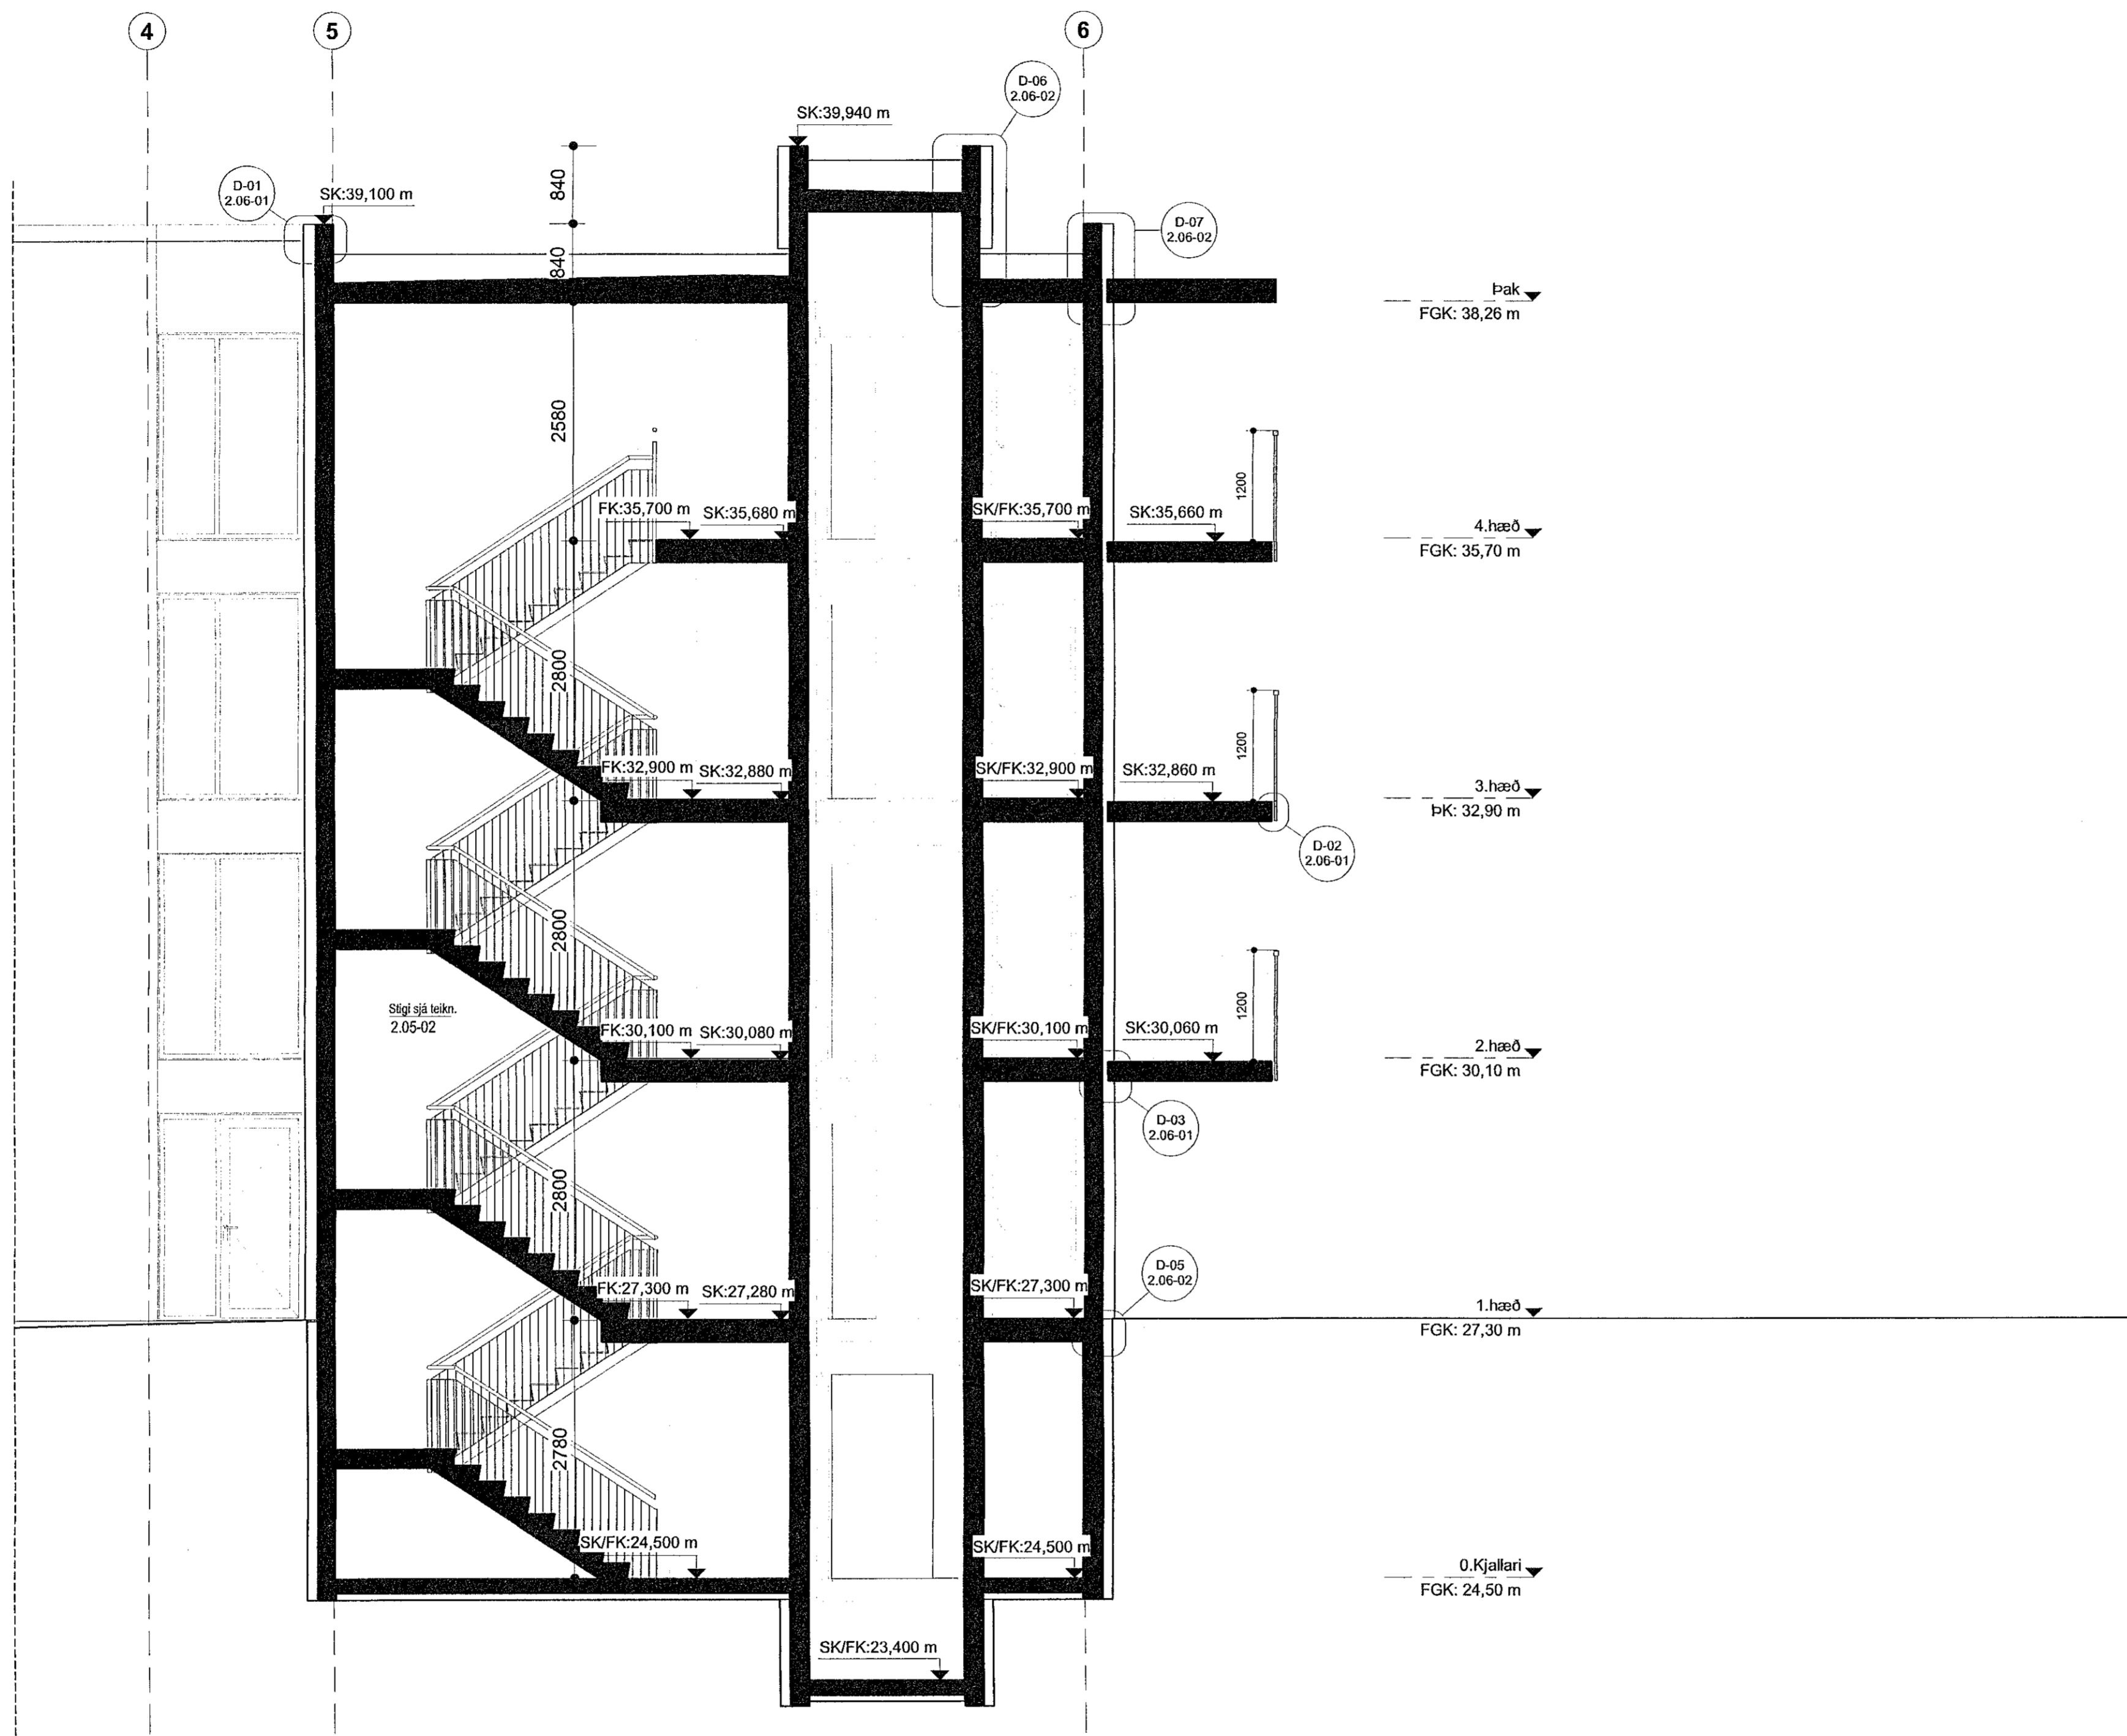 4
5
6
D-06
2.06-02
SK:39,940 m
D-01
2.06-01
SK:39,100 m
840
D-07
2.06-02
840
Þak
FGK: 38,26 m
2580
1200
FK:35,700 m
SK:35,680 m
SK/FK:35,700 m
SK:35,660 m
4.hæð
FGK: 35,70 m
2800
1200
FK:32,900 m
SK:32,880 m
SK/FK:32,900 m
SK:32,860 m
3.hæð
ÞK: 32,90 m
D-02
2.06-01
2800
1200
Stigi sjá teikn.
2.05-02
FK:30,100 m
SK:30,080 m
SK/FK:30,100 m
SK:30,060 m
2.hæð
FGK: 30,10 m
D-03
2.06-01
2800
D-05
2.06-02
FK:27,300 m
SK:27,280 m
SK/FK:27,300 m
1.hæð
FGK: 27,30 m
2780
SK/FK:24,500 m
SK/FK:24,500 m
0.Kjallari
FGK: 24,50 m
SK/FK:23,400 m